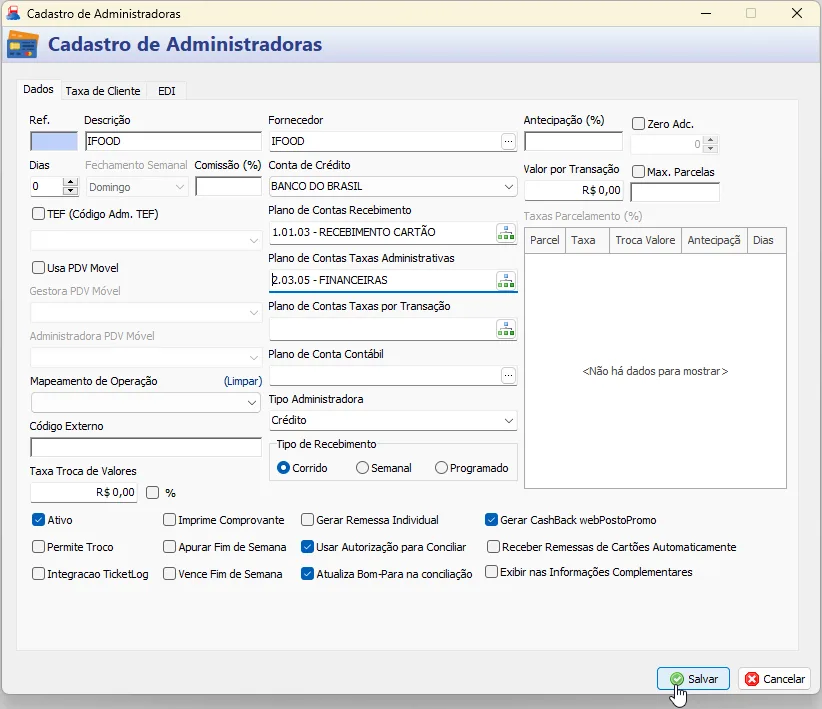 Cadastro de Administradoras
Cadastro de Administradoras
Dados Taxa de Cliente EDI
Ref. Descrição Fornecedor Antecipação (%) Zero Adc.
IFOOD IFOOD ... 0
Dias Fechamento Semanal Comissão (%) Conta de Crédito Valor por Transação Max. Parcelas
0 Domingo BANCO DO BRASIL R$ 0,00
TEF (Código Adm. TEF) Plano de Contas Recebimento Taxas Parcelamento (%)
1.01.03 - RECEBIMENTO CARTÃO Parcel Taxa Troca Valore Antecipaçã Dias
Usa PDV Movel Plano de Contas Taxas Administrativas
2.03.05 - FINANCEIRAS
Gestora PDV Móvel Plano de Contas Taxas por Transação
Administradora PDV Móvel
Plano de Conta Contábil
<Não há dados para mostrar>
Mapeamento de Operação (Limpar) ...
Tipo Administradora
Crédito
Código Externo
Tipo de Recebimento
Corrido Semanal Programado
Taxa Troca de Valores
R$ 0,00 %
Ativo Imprime Comprovante Gerar Remessa Individual Gerar CashBack webPostoPromo
Permite Troco Apurar Fim de Semana Usar Autorização para Conciliar Receber Remessas de Cartões Automaticamente
Integracao TicketLog Vence Fim de Semana Atualiza Bom-Para na conciliação Exibir nas Informações Complementares
Salvar Cancelar